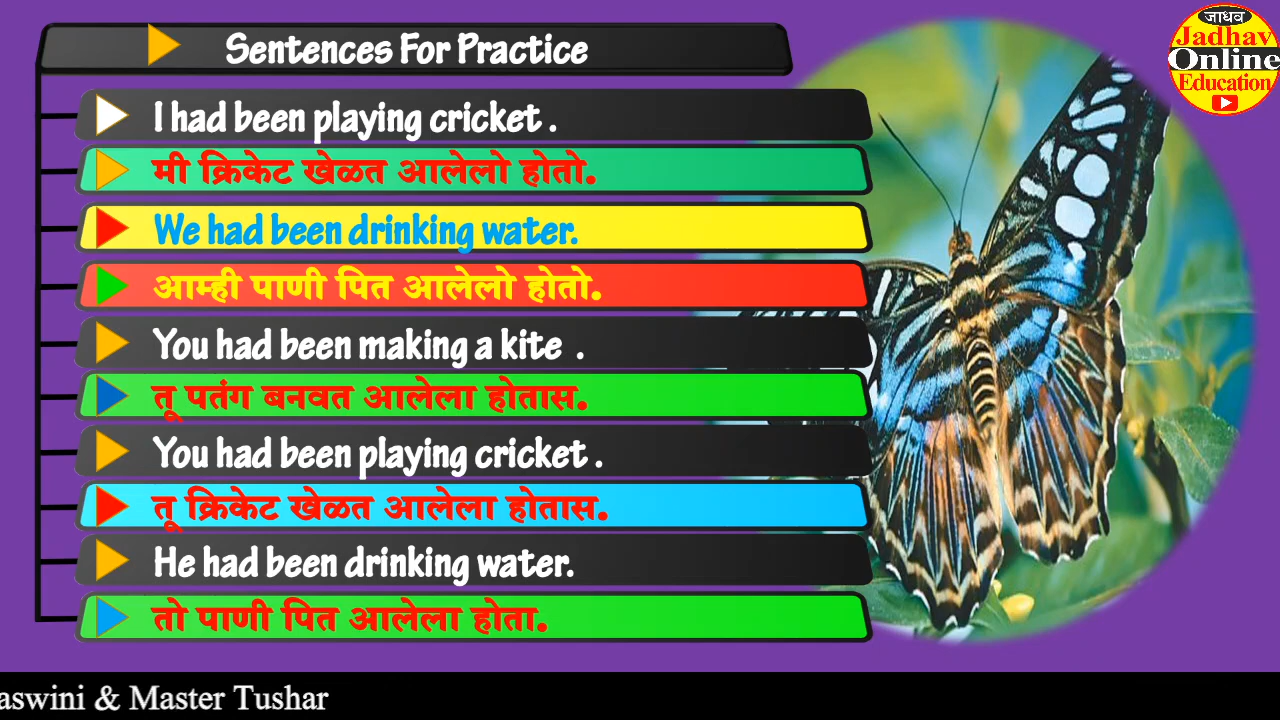 Sentences For Practice
I had been playing cricket .
मी क्रिकेट खेळत आलेलो होतो.
We had been drinking water.
आम्ही पाणी पित आलेलो होतो.
You had been making a kite .
तू पतंग बनवत आलेला होतास.
You had been playing cricket .
तू क्रिकेट खेळत आलेला होतास.
He had been drinking water.
तो पाणी पित आलेला होता.
जाधव
Jadhav
Online
Education
aswini & Master Tushar